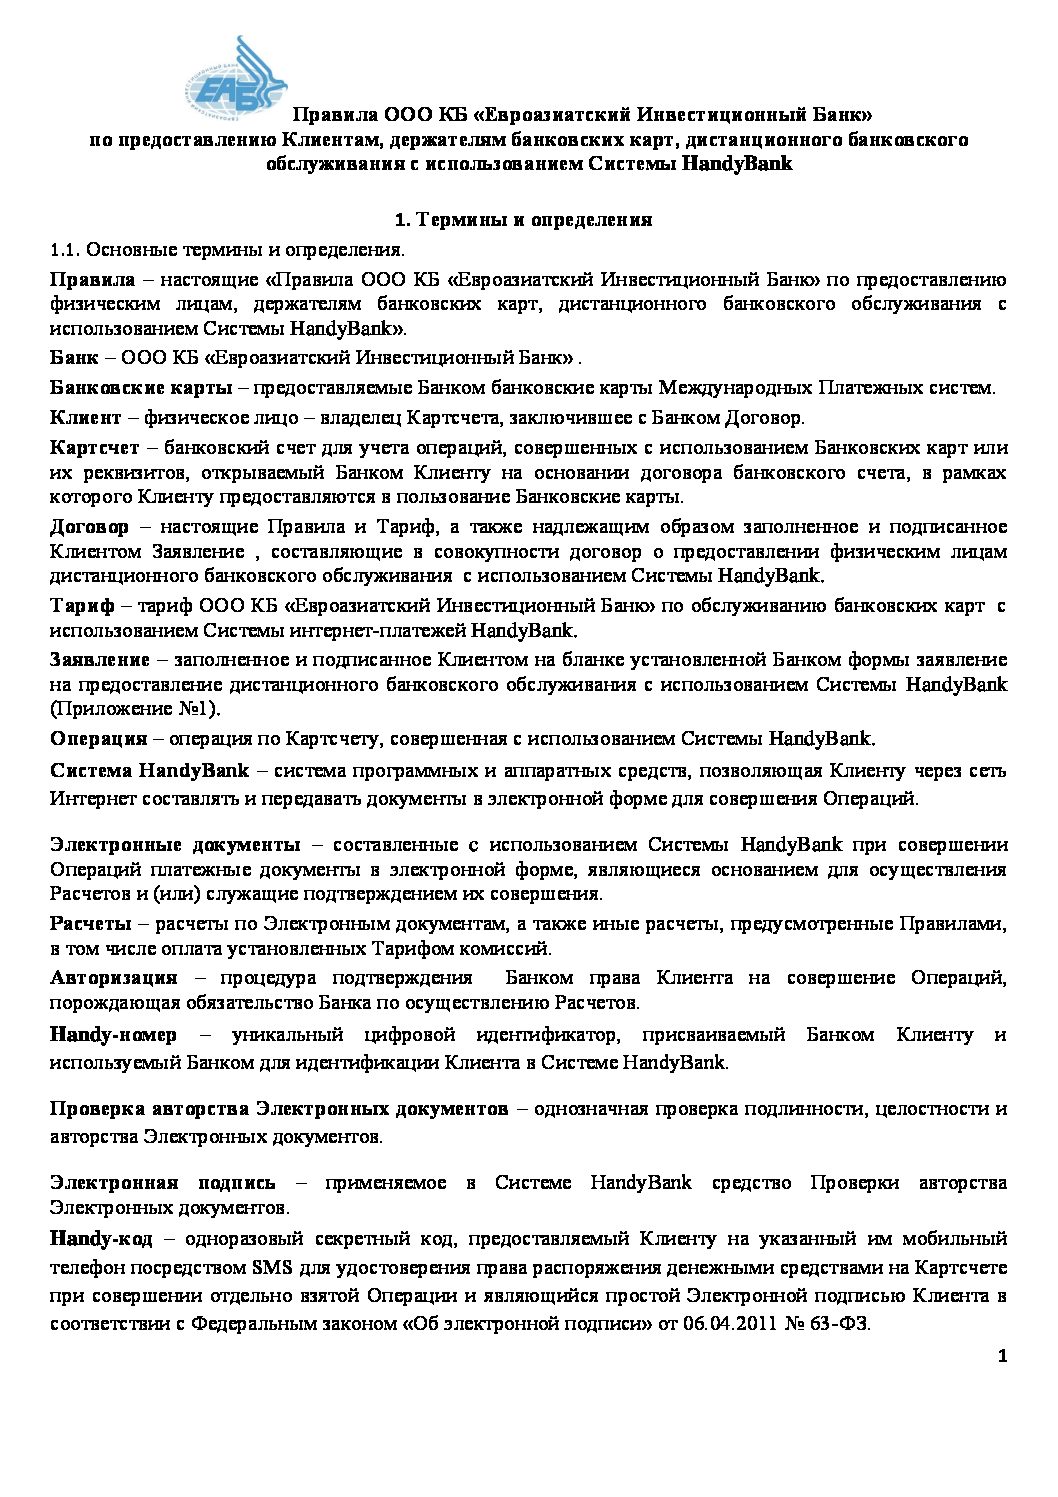 ЕАБ
ЕВРОАЗИАТСКИЙ ИНВЕСТИЦИОННЫЙ БАНК
Правила ООО КБ «Евроазиатский Инвестиционный Банк»
по предоставлению Клиентам, держателям банковских карт, дистанционного банковского
обслуживания с использованием Системы HandyBank
1. Термины и определения
1.1. Основные термины и определения.
Правила – настоящие «Правила ООО КБ «Евроазиатский Инвестиционный Банк» по предоставлению
физическим лицам, держателям банковских карт, дистанционного банковского обслуживания с
использованием Системы HandyBank».
Банк – ООО КБ «Евроазиатский Инвестиционный Банк» .
Банковские карты – предоставляемые Банком банковские карты Международных Платежных систем.
Клиент – физическое лицо – владелец Картсчета, заключившее с Банком Договор.
Картсчет – банковский счет для учета операций, совершенных с использованием Банковских карт или
их реквизитов, открываемый Банком Клиенту на основании договора банковского счета, в рамках
которого Клиенту предоставляются в пользование Банковские карты.
Договор – настоящие Правила и Тариф, а также надлежащим образом заполненное и подписанное
Клиентом Заявление , составляющие в совокупности договор о предоставлении физическим лицам
дистанционного банковского обслуживания с использованием Системы HandyBank.
Тариф – тариф ООО КБ «Евроазиатский Инвестиционный Банк» по обслуживанию банковских карт с
использованием Системы интернет-платежей HandyBank.
Заявление – заполненное и подписанное Клиентом на бланке установленной Банком формы заявление
на предоставление дистанционного банковского обслуживания с использованием Системы HandyBank
(Приложение №1).
Операция – операция по Картсчету, совершенная с использованием Системы HandyBank.
Система HandyBank – система программных и аппаратных средств, позволяющая Клиенту через сеть
Интернет составлять и передавать документы в электронной форме для совершения Операций.
Электронные документы – составленные с использованием Системы HandyBank при совершении
Операций платежные документы в электронной форме, являющиеся основанием для осуществления
Расчетов и (или) служащие подтверждением их совершения.
Расчеты – расчеты по Электронным документам, а также иные расчеты, предусмотренные Правилами,
в том числе оплата установленных Тарифом комиссий.
Авторизация – процедура подтверждения Банком права Клиента на совершение Операций,
порождающая обязательство Банка по осуществлению Расчетов.
Handy-номер – уникальный цифровой идентификатор, присваиваемый Банком Клиенту и
используемый Банком для идентификации Клиента в Системе HandyBank.
Проверка авторства Электронных документов – однозначная проверка подлинности, целостности и
авторства Электронных документов.
Электронная подпись – применяемое в Системе HandyBank средство Проверки авторства
Электронных документов.
Handy-код – одноразовый секретный код, предоставляемый Клиенту на указанный им мобильный
телефон посредством SMS для удостоверения права распоряжения денежными средствами на Картсчете
при совершении отдельно взятой Операции и являющийся простой Электронной подписью Клиента в
соответствии с Федеральным законом «Об электронной подписи» от 06.04.2011 № 63-ФЗ.
1